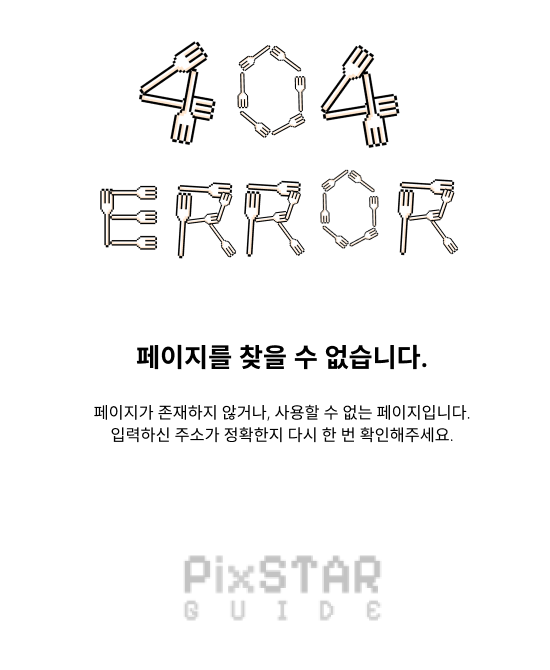 404
ERROR
페이지를 찾을 수 없습니다.
페이지가 존재하지 않거나, 사용할 수 없는 페이지입니다.
입력하신 주소가 정확한지 다시 한 번 확인해주세요.
PixSTAR
GUIDE